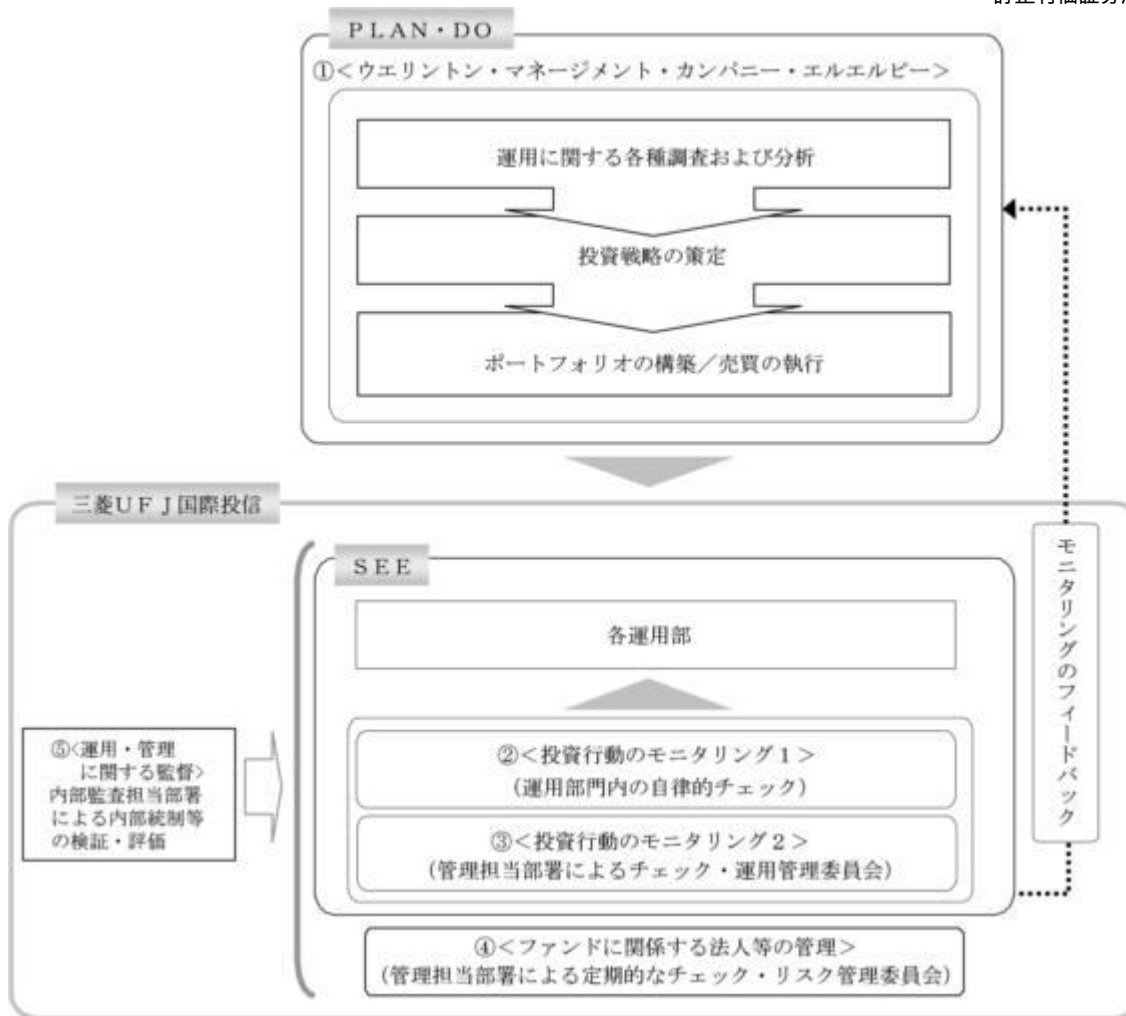 PLAN・DO
①<ウエリントン・マネージメント・カンパニー・エルエルピー>
運用に関する各種調査および分析
投資戦略の策定
ポートフォリオの構築/売買の執行
三菱UFJ国際投信
SEE
各運用部
②<投資行動のモニタリング1>
(運用部門内の自律的チェック)
③<投資行動のモニタリング2>
(管理担当部署によるチェック・運用管理委員会)
④<ファンドに関係する法人等の管理>
(管理担当部署による定期的なチェック・リスク管理委員会)
⑤<運用・管理
に関する監督>
内部監査担当部署
による内部統制等
の検証・評価
モニタリングのフィードバック